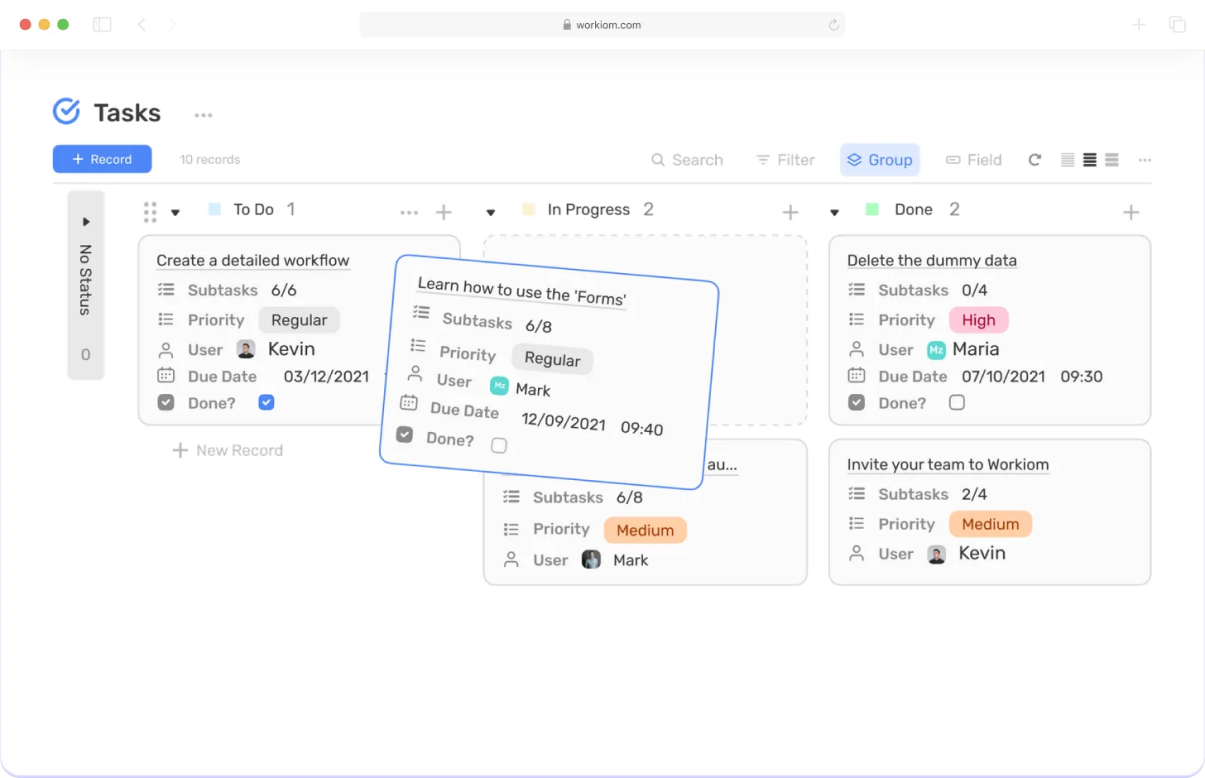 workiom.com
Tasks
+ Record
10 records
Search
Filter
Group
Field
No Status
0
To Do 1
Create a detailed workflow
Subtasks 6/6
Priority Regular
User Kevin
Due Date 03/12/2021
Done?
New Record
In Progress 2
Learn how to use the 'Forms'
Subtasks 6/8
Priority Regular
User Mz Mark
Due Date 12/09/2021 09:40
Done?
au...
Subtasks 6/8
Priority Medium
User Mark
Done 2
Delete the dummy data
Subtasks 0/4
Priority High
User Mz Maria
Due Date 07/10/2021 09:30
Done?
Invite your team to Workiom
Subtasks 2/4
Priority Medium
User Kevin